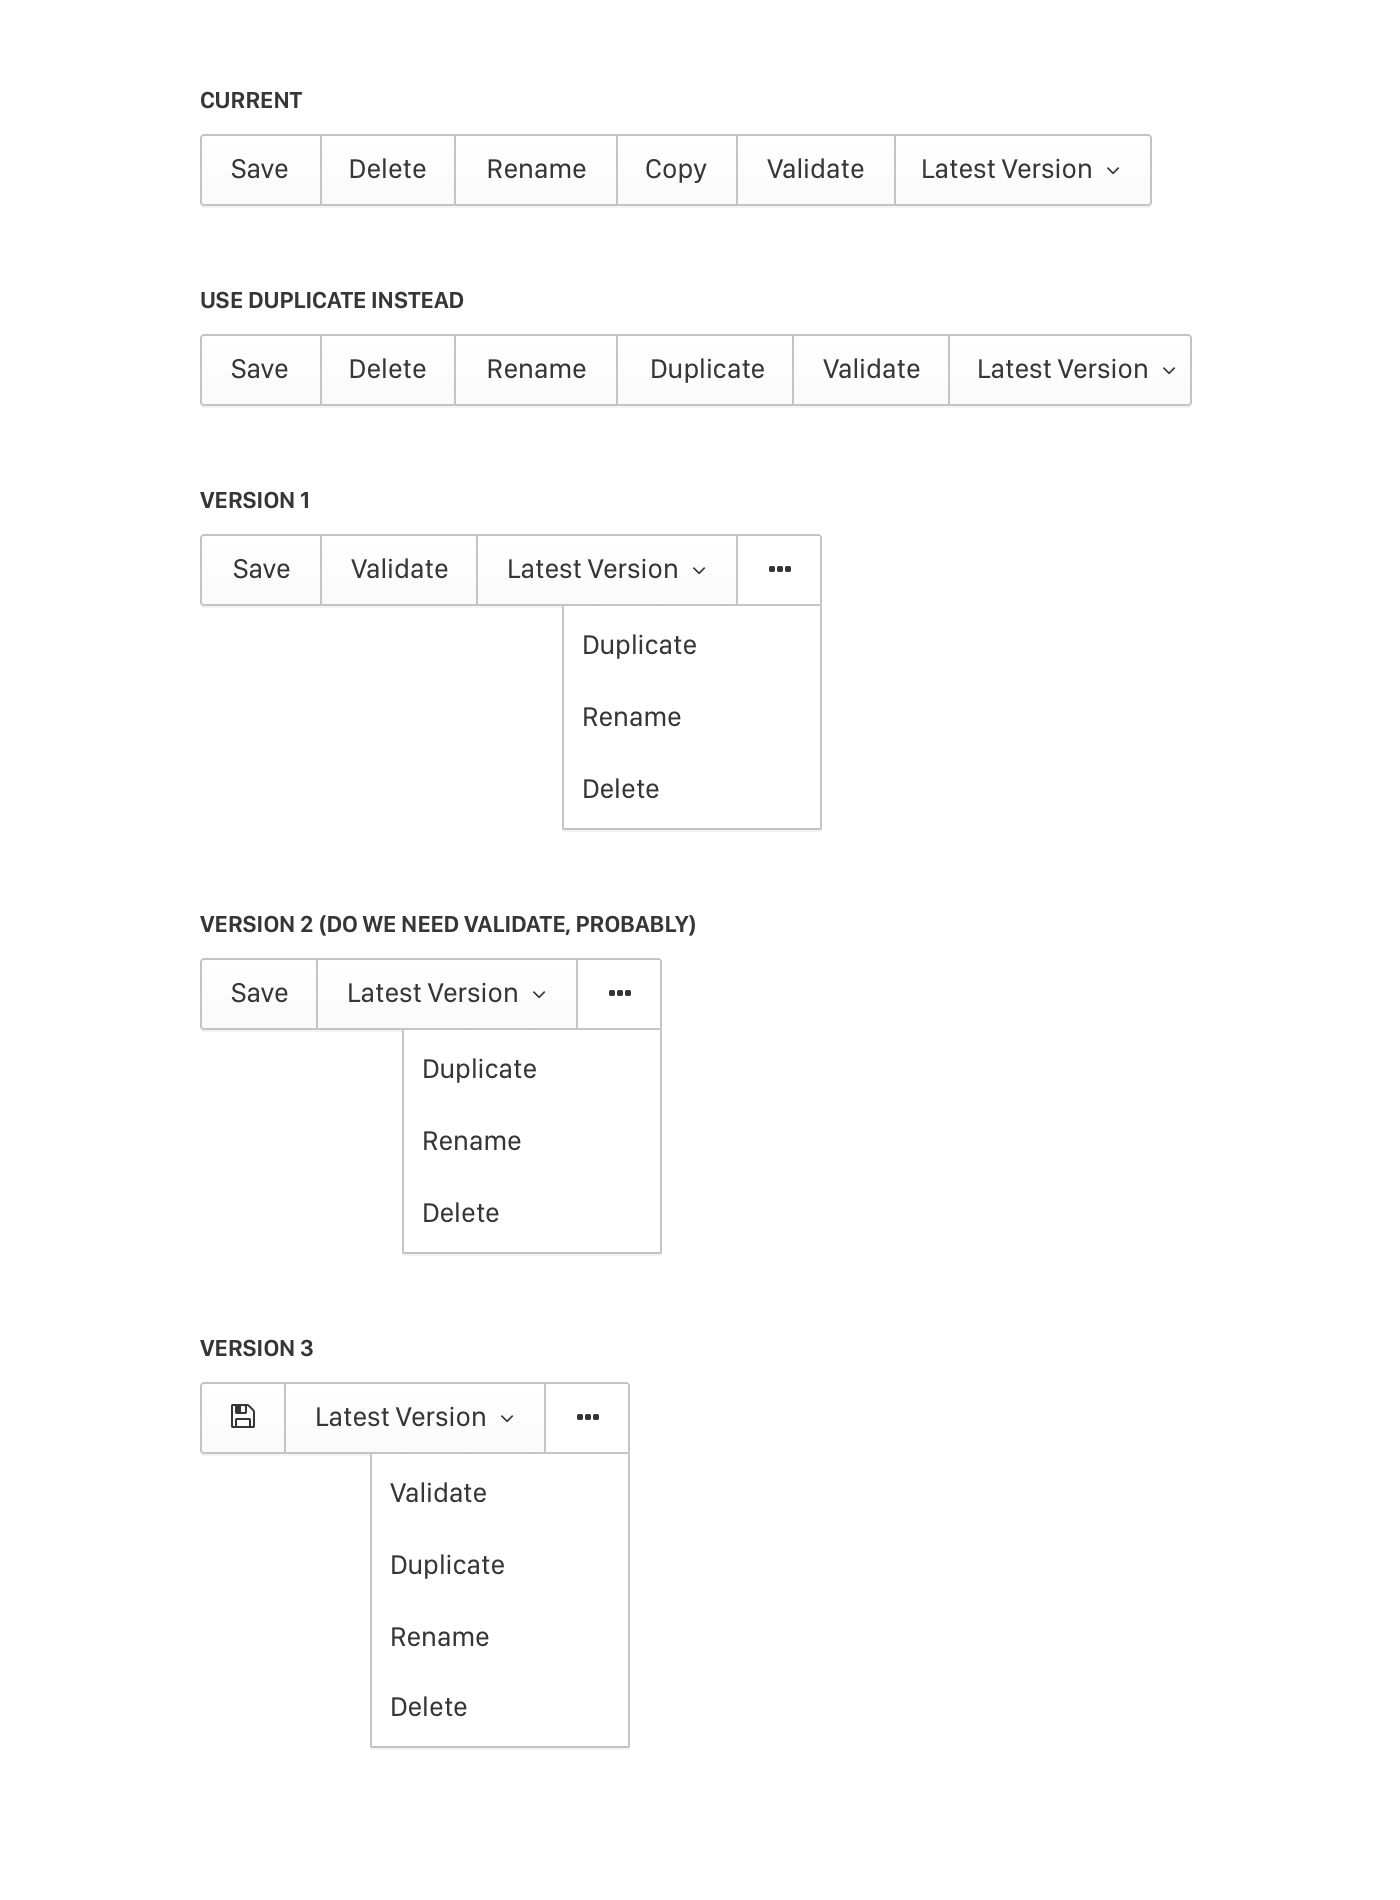 CURRENT
Save Delete Rename Copy Validate Latest Version
USE DUPLICATE INSTEAD
Save Delete Rename Duplicate Validate Latest Version
VERSION 1
Save Validate Latest Version •••
Duplicate
Rename
Delete
VERSION 2 (DO WE NEED VALIDATE, PROBABLY)
Save Latest Version •••
Duplicate
Rename
Delete
VERSION 3
Latest Version •••
Validate
Duplicate
Rename
Delete